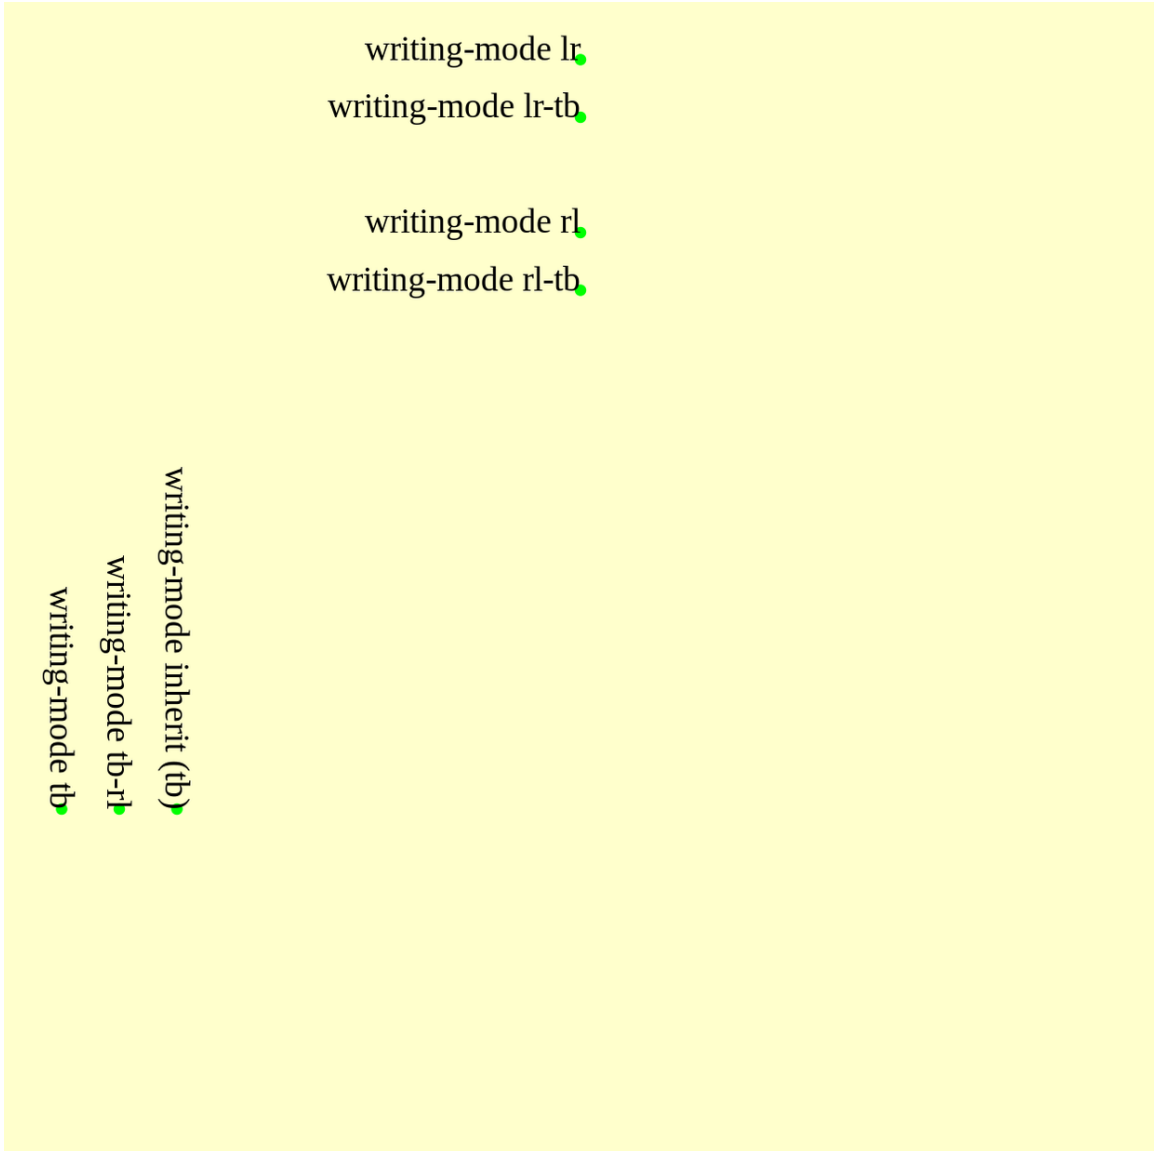 writing-mode lr
writing-mode lr-tb
writing-mode rl
writing-mode rl-tb
writing-mode tb
writing-mode tb-rl
writing-mode inherit (tb)